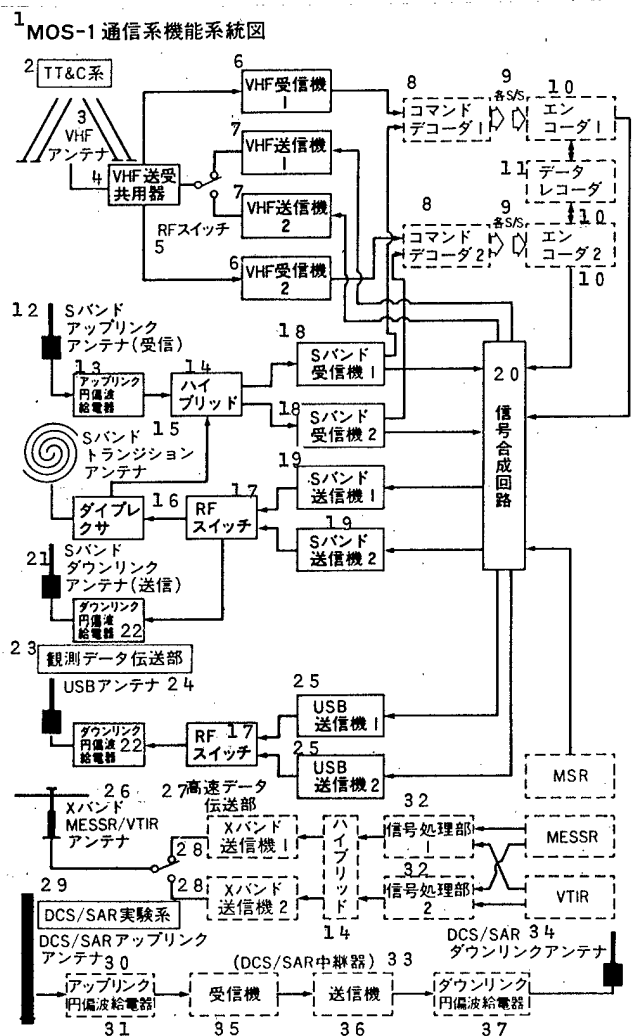 1
MOS-1通信系機能系統図
2
TT&C系
3
VHF
アンテナ
4
VHF送受
共用器
RFスイッチ
5
6
VHF受信機
1
7
VHF送信機
1
7
VHF送信機
2
6
VHF受信機
2
8
コマンド
デコーダ1
9
各S/S
10
エン
コーダ1
11
データ
レコーダ
8
コマンド
デコーダ2
9
各S/S
10
エン
コーダ2
10
12
Sバンド
アップリンク
アンテナ(受信)
13
アップリンク
円偏波
給電器
14
ハイ
ブリッド
18
Sバンド
受信機1
18
Sバンド
受信機2
20
信号合成回路
15
Sバンド
トランジション
アンテナ
ダイプレ
クサ
16
17
RF
スイッチ
19
Sバンド
送信機1
19
Sバンド
送信機2
21
Sバンド
ダウンリンク
アンテナ(送信)
ダウンリンク
円偏波
給電器 22
23
観測データ伝送部
USBアンテナ 24
ダウンリンク
円偏波 22
給電器
17
RF
スイッチ
25
USB
送信機1
25
USB
送信機2
MSR
26
Xバンド
MESSR/VTIR
アンテナ
27
高速データ
伝送部
28
Xバンド
送信機1
28
Xバンド
送信機2
ハイブリッド
14
32
信号処理部
1
32
信号処理部
2
MESSR
VTIR
29
DCS/SAR実験系
DCS/SARアップリンク
アンテナ
30
アップリンク
円偏波給電器
31
(DCS/SAR中継器) 33
受信機
35
送信機
36
DCS/SAR 34
ダウンリンクアンテナ
ダウンリンク
円偏波給電器
37